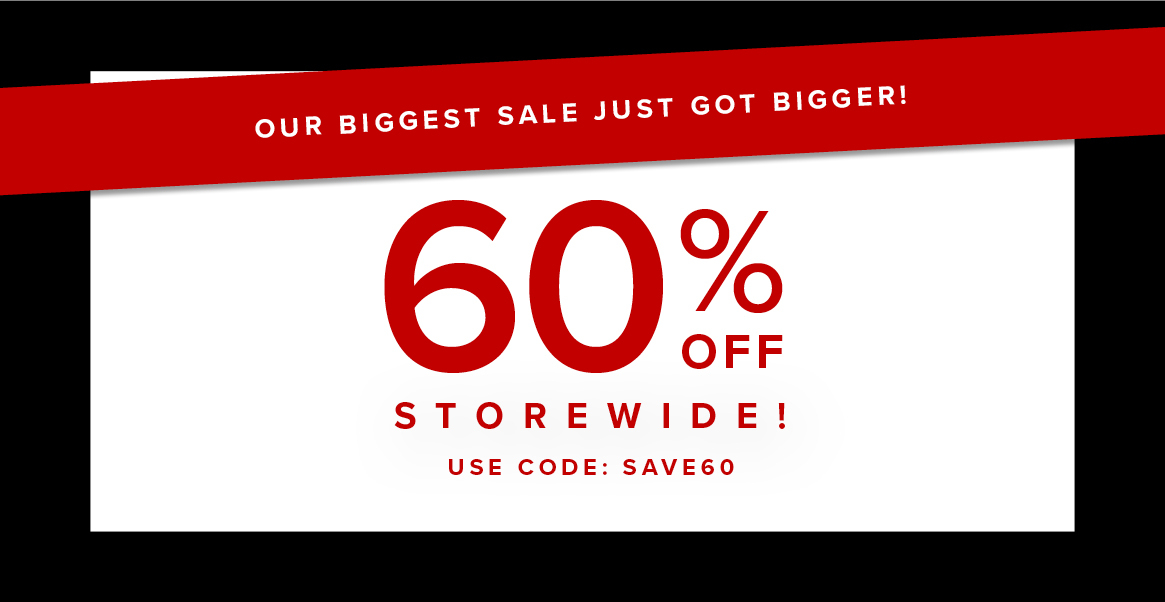 OUR BIGGEST SALE JUST GOT BIGGER!
60%
OFF
STOREWIDE!
USE CODE: SAVE60